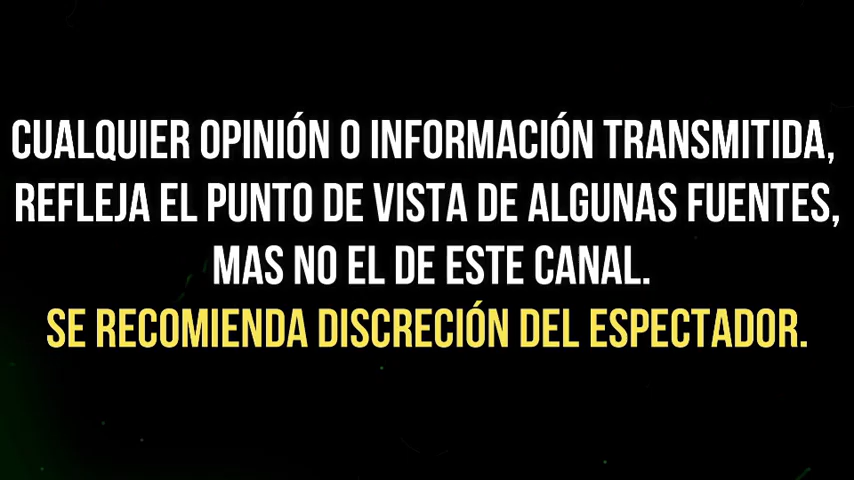 CUALQUIER OPINIÓN O INFORMACIÓN TRANSMITIDA,
REFLEJA EL PUNTO DE VISTA DE ALGUNAS FUENTES,
MAS NO EL DE ESTE CANAL.
SE RECOMIENDA DISCRECIÓN DEL ESPECTADOR.